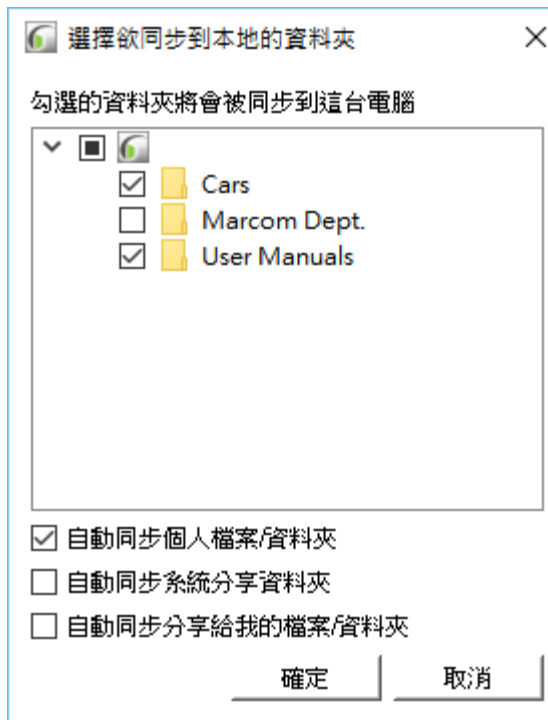 選擇欲同步到本地的資料夾
勾選的資料夾將會被同步到這台電腦
Cars
Marcom Dept.
User Manuals
自動同步個人檔案/資料夾
自動同步系統分享資料夾
自動同步分享給我的檔案/資料夾
確定 取消